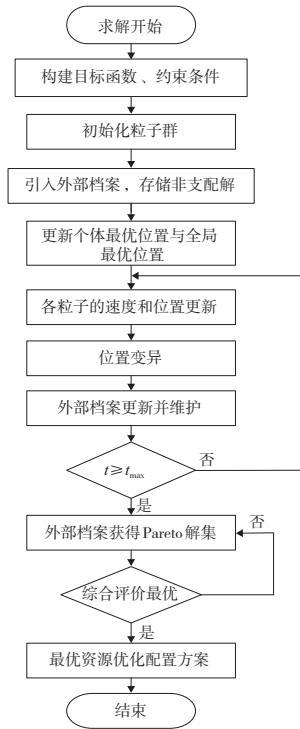 求解开始
构建目标函数、约束条件
初始化粒子群
引入外部档案，存储非支配解
更新个体最优位置与全局
最优位置
各粒子的速度和位置更新
位置变异
外部档案更新并维护
t≥tmax
否
是
外部档案获得Pareto解集
否
综合评价最优
是
最优资源优化配置方案
结束